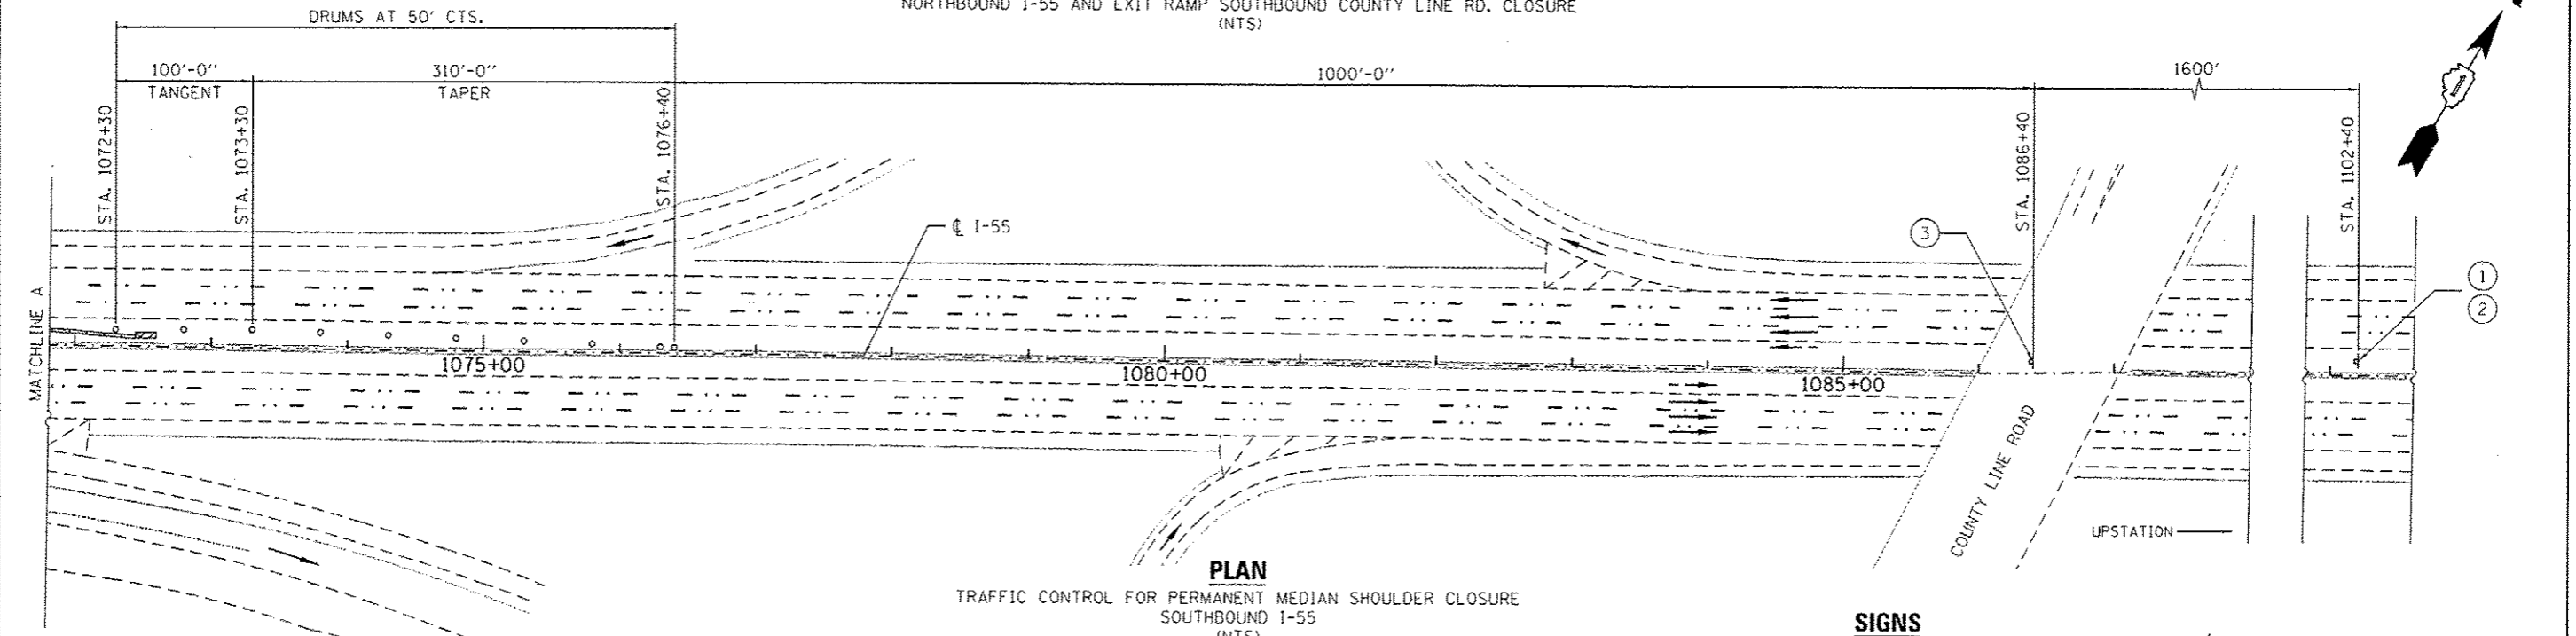 NORTHBOUND I-55 AND EXIT RAMP SOUTHBOUND COUNTY LINE RD. CLOSURE
(NTS)
DRUMS AT 50' CTS.
100'-0"
TANGENT
310'-0"
TAPER
1000'-0"
1600'
STA. 1072+30
STA. 1073+30
STA. 1076+40
STA. 1086+40
STA. 1102+40
℄ I-55
3
1
2
MATCHLINE A
1075+00
1080+00
1085+00
COUNTY LINE ROAD
UPSTATION
PLAN
TRAFFIC CONTROL FOR PERMANENT MEDIAN SHOULDER CLOSURE
SOUTHBOUND I-55
(NTS)
SIGNS